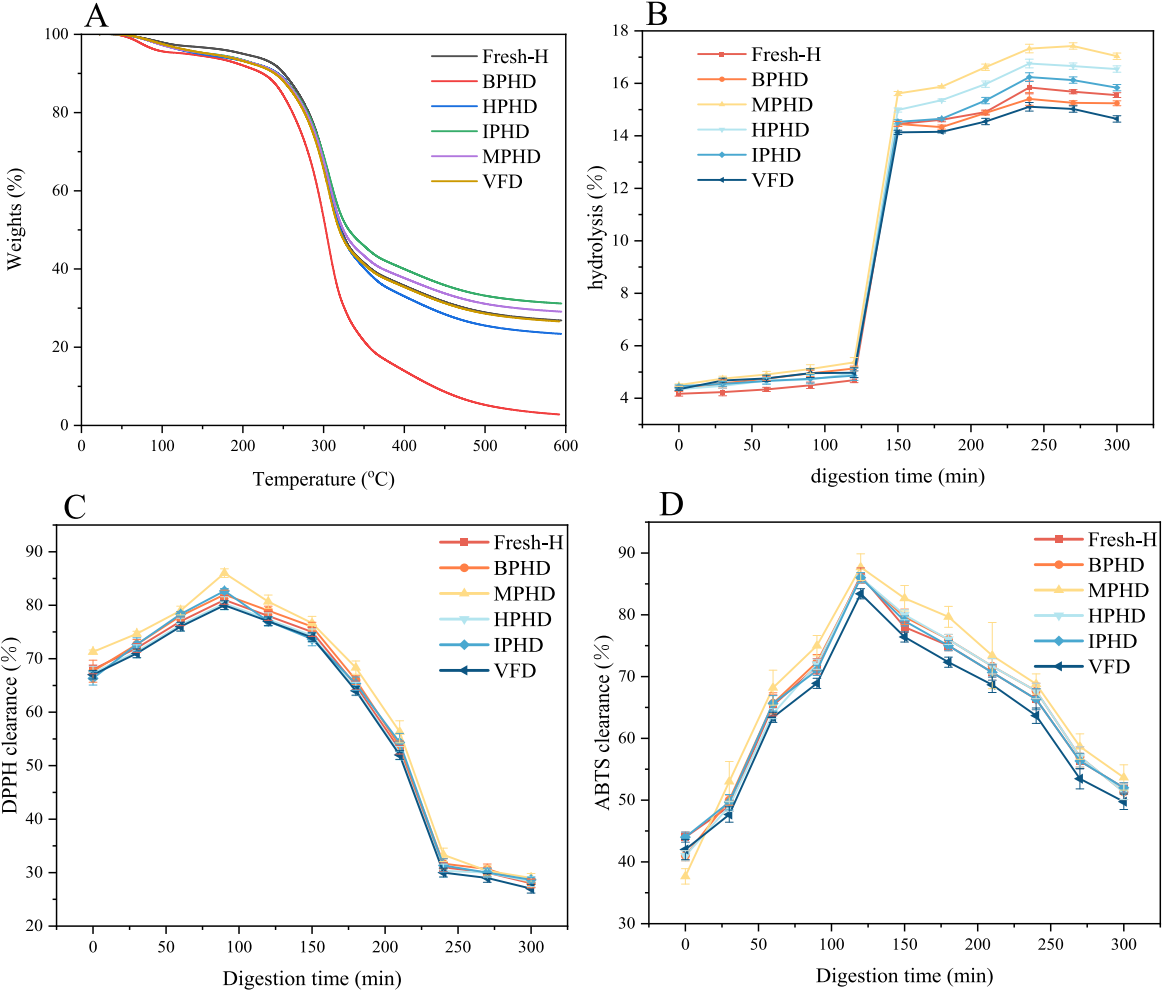 A
Weights (%)
100
80
60
40
20
0
Fresh-H
BPHD
HPHD
IPHD
MPHD
VFD
0 100 200 300 400 500 600
Temperature (°C)
B
hydrolysis (%)
18
16
14
12
10
8
6
4
Fresh-H
BPHD
MPHD
HPHD
IPHD
VFD
0 50 100 150 200 250 300
digestion time (min)
C
DPPH clearance (%)
90
80
70
60
50
40
30
20
Fresh-H
BPHD
MPHD
HPHD
IPHD
VFD
0 50 100 150 200 250 300
Digestion time (min)
D
ABTS clearance (%)
90
80
70
60
50
40
30
Fresh-H
BPHD
MPHD
HPHD
IPHD
VFD
0 50 100 150 200 250 300
Digestion time (min)